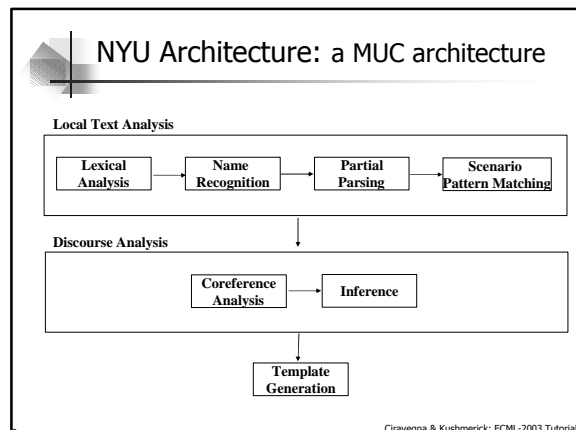 NYU Architecture: a MUC architecture
Local Text Analysis
Lexical
Analysis
Name
Recognition
Partial
Parsing
Scenario
Pattern Matching
Discourse Analysis
Coreference
Analysis
Inference
Template
Generation
Ciravegna & Kushmerick: ECML-2003 Tutorial